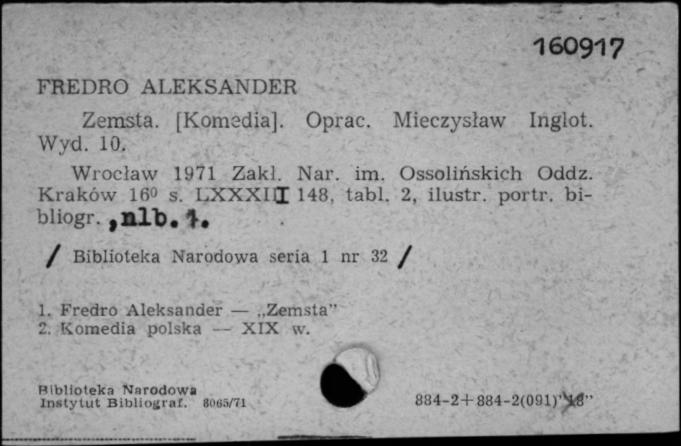 160917
FREDRO ALEKSANDER
Zemsta. [Komedia]. Oprac. Mieczysław Inglot.
Wyd. 10.
Wrocław 1971 Zakł. Nar. im. Ossolińskich Oddz.
Kraków 16⁰ s. LXXXIII 148, tabl. 2, ilustr. portr. bi-
bliogr. , nlb. 1.
/ Biblioteka Narodowa seria 1 nr 32 /
1. Fredro Aleksander — „Zemsta”
2. Komedia polska — XIX w.
Biblioteka Narodowa
Instytut Bibliograf. 8065/71
884-2+884-2(091)"18"